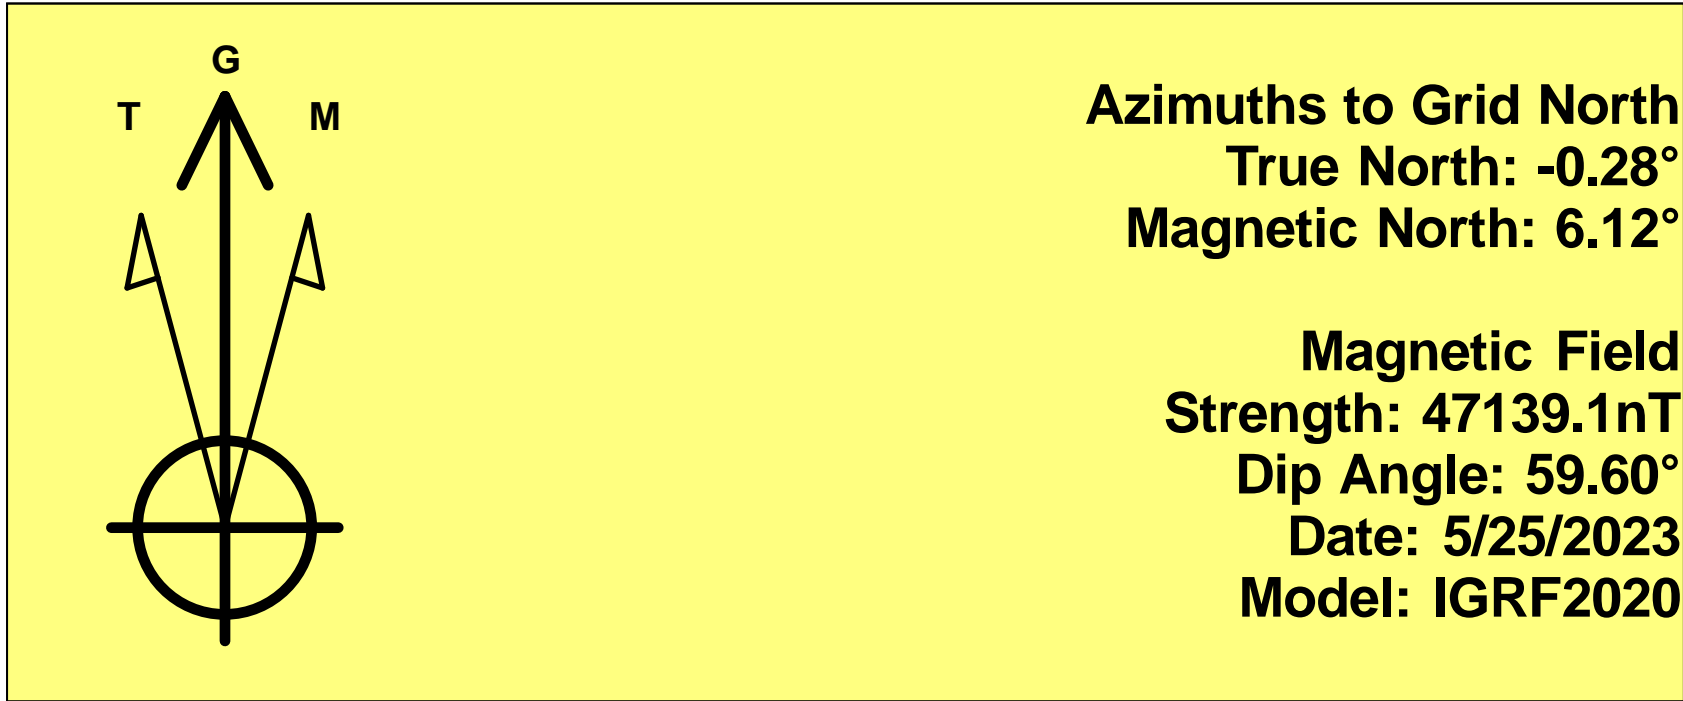 G
T M
Azimuths to Grid North
True North: -0.28°
Magnetic North: 6.12°
Magnetic Field
Strength: 47139.1nT
Dip Angle: 59.60°
Date: 5/25/2023
Model: IGRF2020